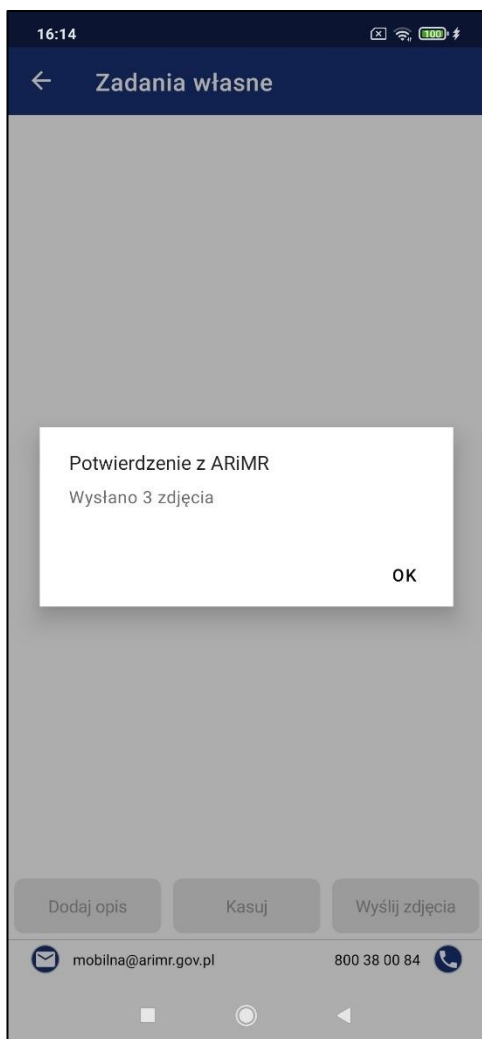 16:14
100
Zadania własne
Potwierdzenie z ARiMR
Wysłano 3 zdjęcia
OK
Dodaj opis Kasuj Wyślij zdjęcia
mobilna@arimr.gov.pl 800 38 00 84